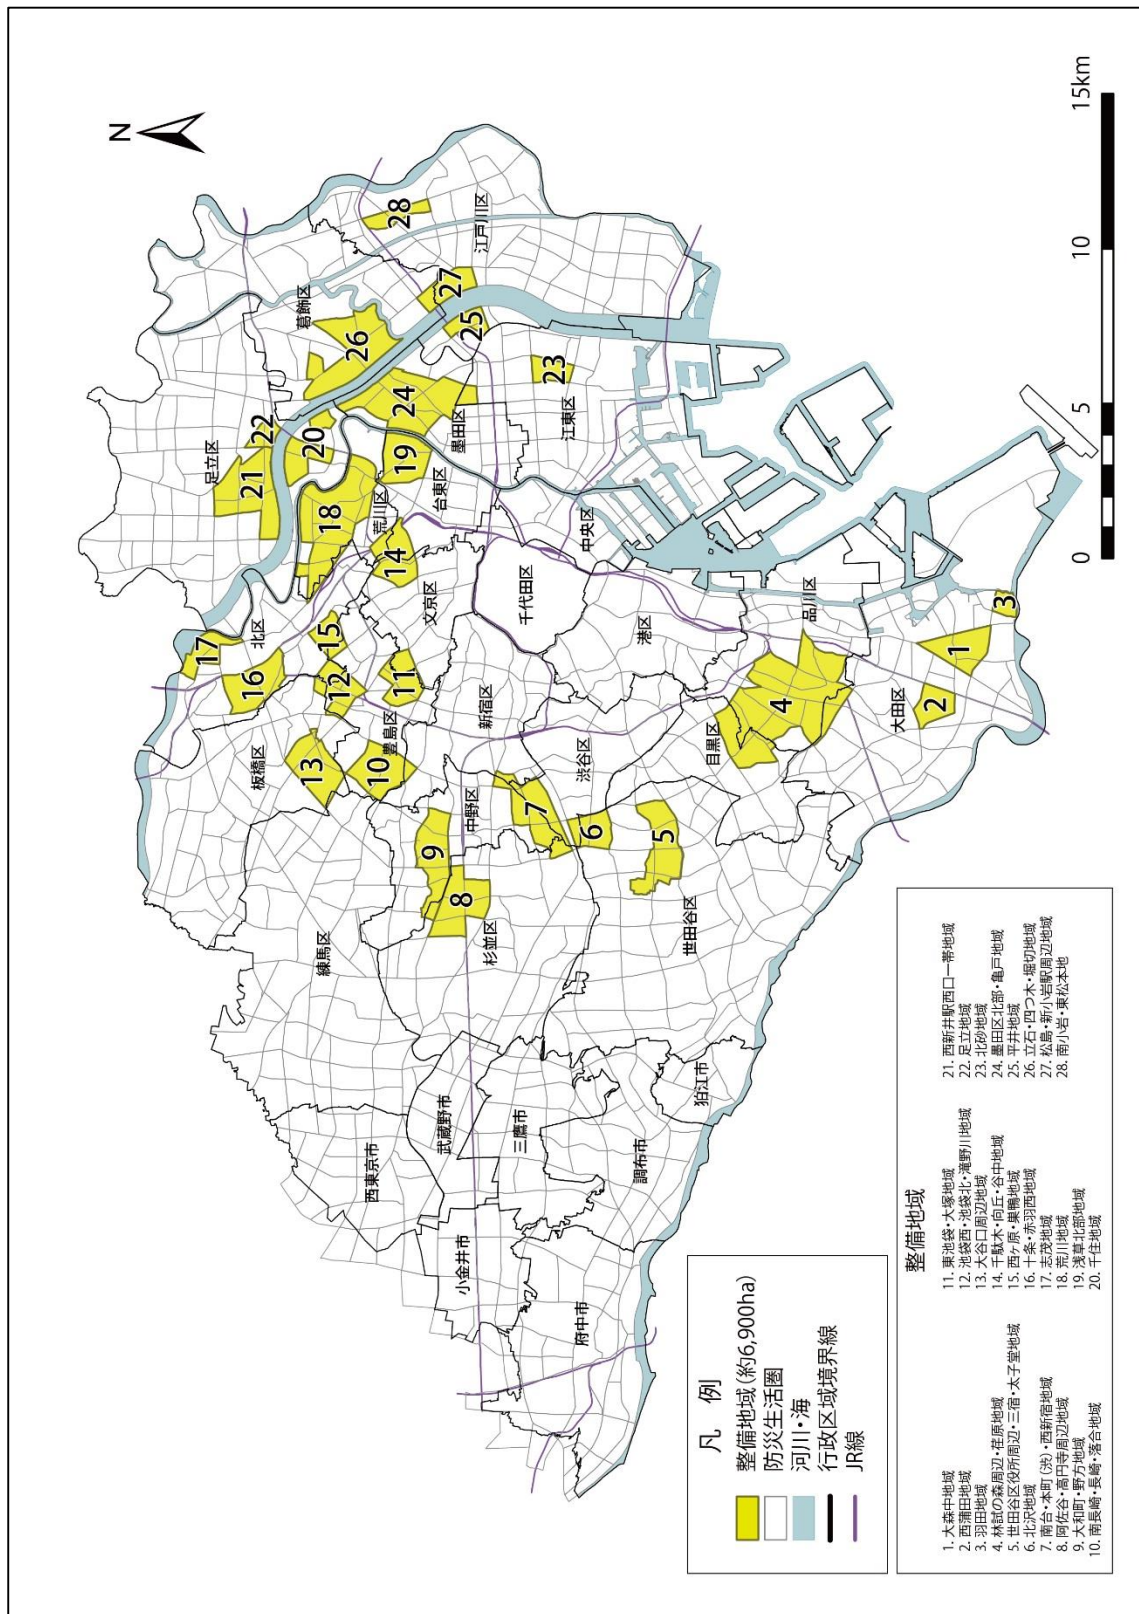 N
足立区
葛飾区
江戸川区
北区
荒川区
台東区
墨田区
江東区
板橋区
豊島区
文京区
練馬区
中野区
新宿区
千代田区
中央区
杉並区
渋谷区
港区
世田谷区
目黒区
品川区
大田区
西東京市
武蔵野市
三鷹市
小金井市
調布市
狛江市
府中市
1
2
3
4
5
6
7
8
9
10
11
12
13
14
15
16
17
18
19
20
21
22
23
24
25
26
27
28
0
5
10
15km
凡 例
整備地域(約6,900ha)
防災生活圏
河川・海
行政区域境界線
JR線
整備地域
1. 大森中地域
2. 西蒲田地域
3. 羽田地域
4. 林試の森周辺・荏原地域
5. 世田谷区役所周辺・三宿・太子堂地域
6. 北沢地域
7. 南台・本町(渋)・西新宿地域
8. 阿佐谷・高円寺周辺地域
9. 大和町・野方地域
10. 南長崎・長崎・落合地域
11. 東池袋・大塚地域
12. 池袋西・池袋北・滝野川地域
13. 大谷口周辺地域
14. 千駄木・向丘・谷中地域
15. 西ヶ原・巣鴨地域
16. 十条・赤羽西地域
17. 志茂地域
18. 荒川地域
19. 浅草北部地域
20. 千住地域
21. 西新井駅西口一帯地域
22. 足立地域
23. 北砂地域
24. 墨田区北部・亀戸地域
25. 平井地域
26. 立石・四つ木・堀切地域
27. 松島・新小岩駅周辺地域
28. 南小岩・東松本地